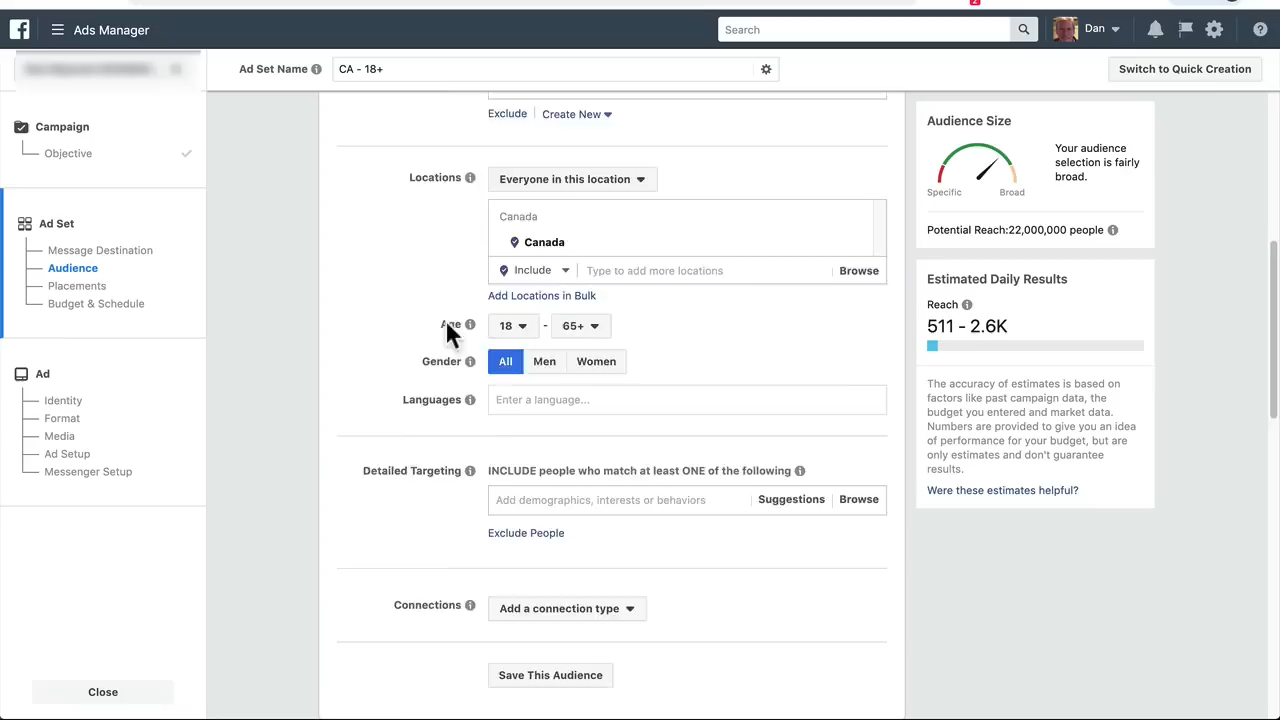 2
Ads Manager
Search
Dan
Ad Set Name
CA - 18+
Switch to Quick Creation
Campaign
Objective
Ad Set
Message Destination
Audience
Placements
Budget & Schedule
Ad
Identity
Format
Media
Ad Setup
Messenger Setup
Close
Exclude
Create New
Locations
Everyone in this location
Canada
Canada
Include
Type to add more locations
Browse
Add Locations in Bulk
Age
18
-
65+
Gender
All
Men
Women
Languages
Enter a language...
Detailed Targeting
INCLUDE people who match at least ONE of the following
Add demographics, interests or behaviors
Suggestions
Browse
Exclude People
Connections
Add a connection type
Save This Audience
Audience Size
Your audience
selection is fairly
broad.
Specific
Broad
Potential Reach:22,000,000 people
Estimated Daily Results
Reach
511 - 2.6K
The accuracy of estimates is based on
factors like past campaign data, the
budget you entered and market data.
Numbers are provided to give you an idea
of performance for your budget, but are
only estimates and don't guarantee
results.
Were these estimates helpful?